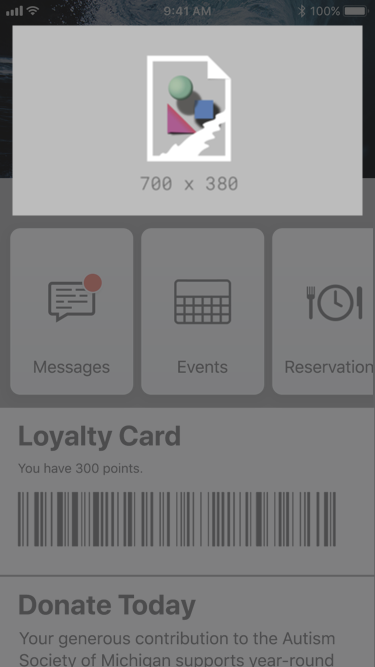 9:41 AM
100%
700 x 380
Messages
Events
Reservation
Loyalty Card
You have 300 points.
Donate Today
Your generous contribution to the Autism
Society of Michigan supports year-round